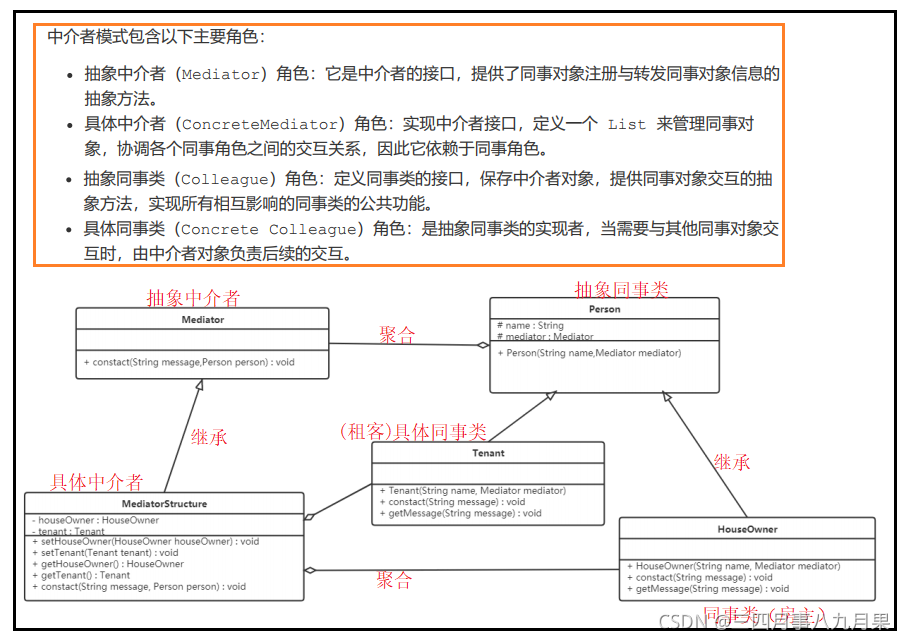 中介者模式包含以下主要角色：
• 抽象中介者（Mediator）角色：它是中介者的接口，提供了同事对象注册与转发同事对象信息的
抽象方法。
• 具体中介者（ConcreteMediator）角色：实现中介者接口，定义一个 List 来管理同事对
象，协调各个同事角色之间的交互关系，因此它依赖于同事角色。
• 抽象同事类（Colleague）角色：定义同事类的接口，保存中介者对象，提供同事对象交互的抽
象方法，实现所有相互影响的同事类的公共功能。
• 具体同事类（Concrete Colleague）角色：是抽象同事类的实现者，当需要与其他同事对象交
互时，由中介者对象负责后续的交互。
抽象中介者
Mediator
+ constact(String message,Person person) : void
聚合
抽象同事类
Person
# name : String
# mediator : Mediator
+ Person(String name,Mediator mediator)
继承
(租客)具体同事类
Tenant
+ Tenant(String name, Mediator mediator)
+ constact(String message) : void
+ getMessage(String message) : void
继承
具体中介者
MediatorStructure
- houseOwner : HouseOwner
- tenant : Tenant
+ setHouseOwner(HouseOwner houseOwner) : void
+ setTenant(Tenant tenant) : void
+ getHouseOwner() : HouseOwner
+ getTenant() : Tenant
+ constact(String message, Person person) : void
聚合
HouseOwner
+ HouseOwner(String name, Mediator mediator)
+ constact(String message) : void
+ getMessage(String message) : void
同事类（房主）
CSDN @三四月事八九月果